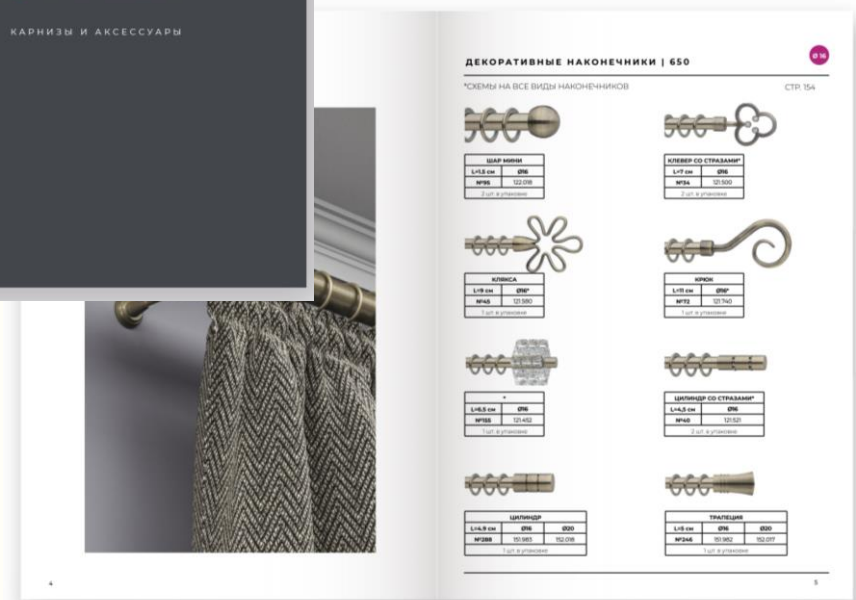 КАРНИЗЫ И АКСЕССУАРЫ
ДЕКОРАТИВНЫЕ НАКОНЕЧНИКИ | 650
Ø 16
*СХЕМЫ НА ВСЕ ВИДЫ НАКОНЕЧНИКОВ
СТР. 154
ШАР МИНИ
L=1,5 см Ø16
№95 122.018
2 шт. в упаковке
КЛЕВЕР СО СТРАЗАМИ*
L=7 см Ø16
№34 121.500
2 шт. в упаковке
КЛЯКСА
L=9 см Ø16*
№45 121.580
1 шт. в упаковке
КРЮК
L=11 см Ø16*
№72 121.740
1 шт. в упаковке
*
L=6,5 см Ø16
№155 121.452
1 шт. в упаковке
ЦИЛИНДР СО СТРАЗАМИ*
L=4,5 см Ø16
№40 121.521
2 шт. в упаковке
ЦИЛИНДР
L=4.9 см Ø16 Ø20
№288 151.983 152.018
1 шт. в упаковке
ТРАПЕЦИЯ
L=5 см Ø16 Ø20
№246 151.982 152.017
1 шт. в упаковке
4
5